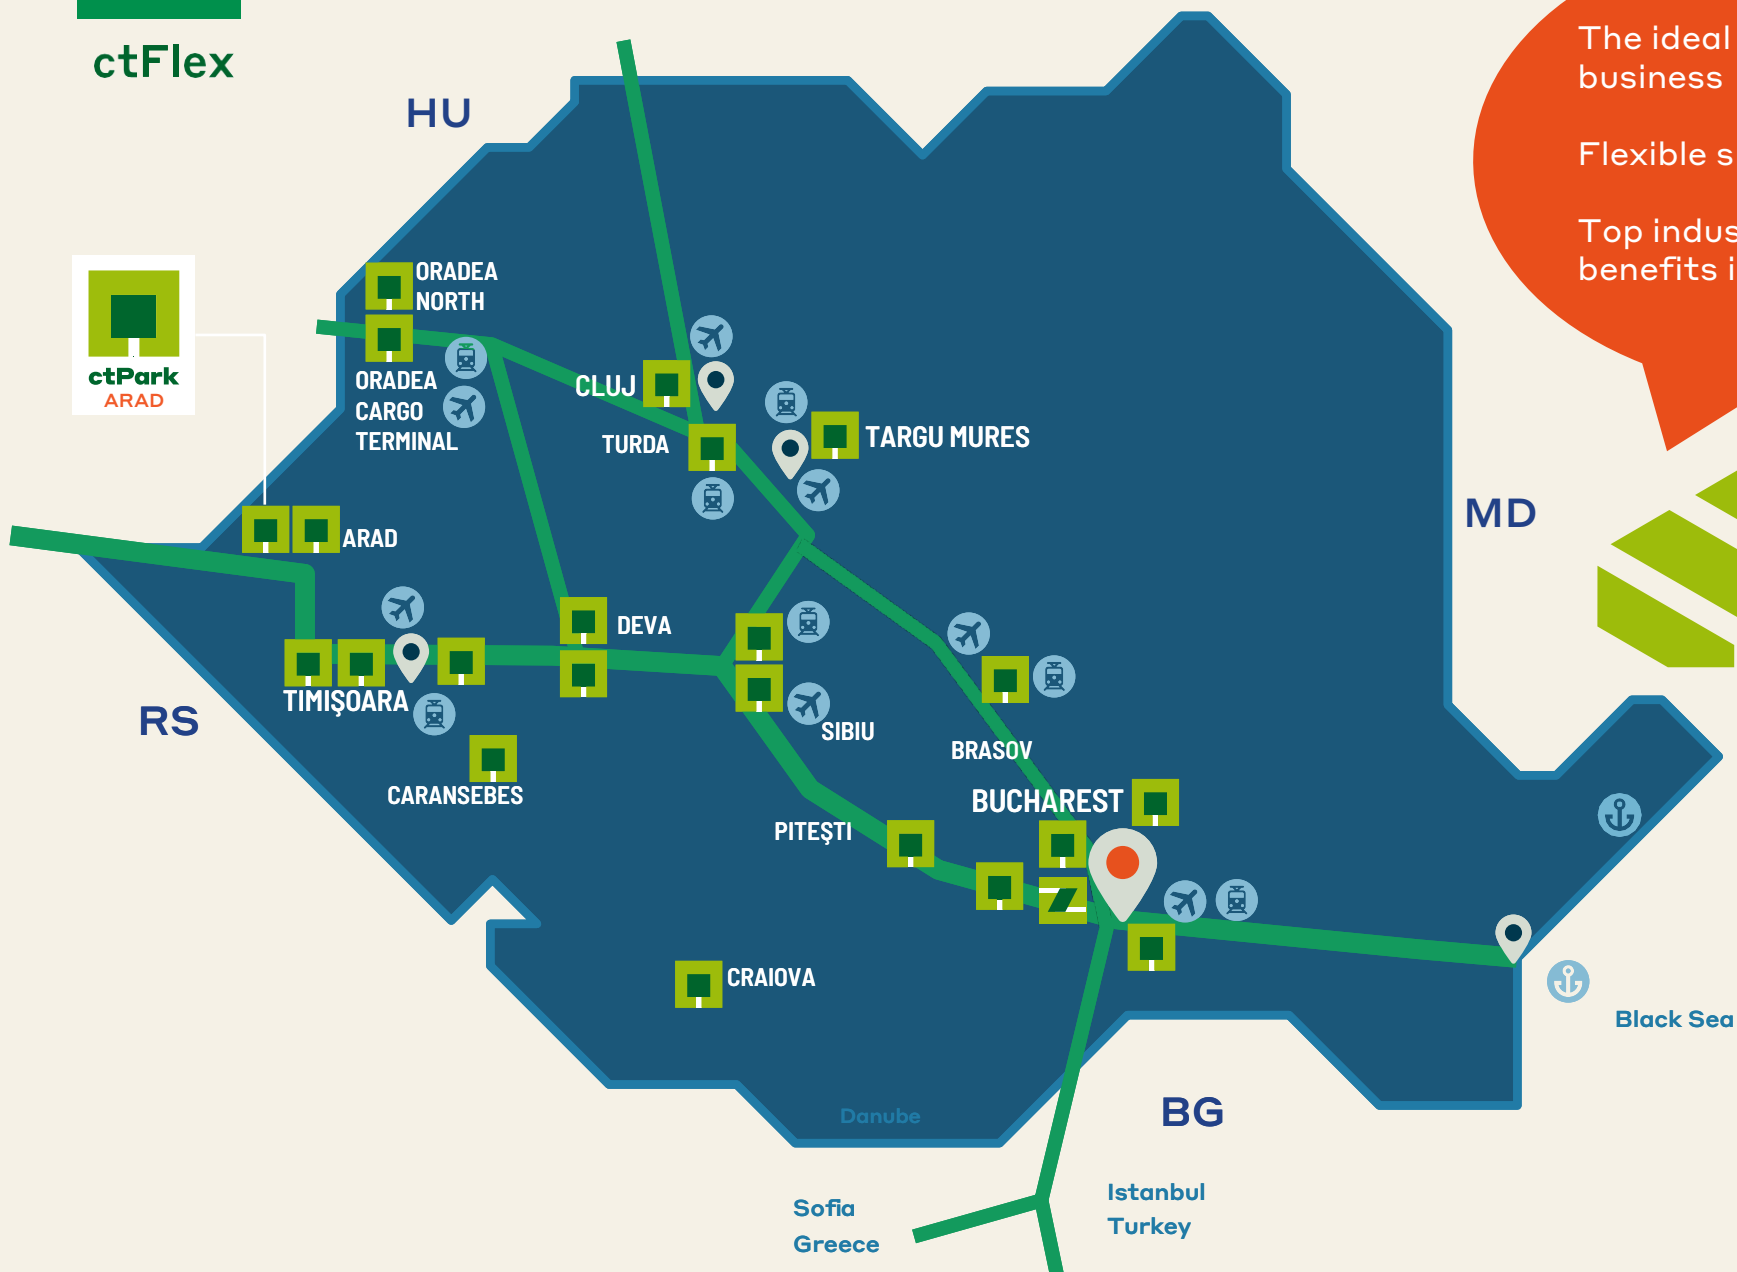 ctFlex
The ideal
business
Flexible s
Top indus
benefits i
HU
ORADEA
NORTH
ctPark
ARAD
ORADEA
CARGO
TERMINAL
CLUJ
TURDA
TARGU MURES
MD
ARAD
DEVA
TIMIŞOARA
RS
SIBIU
BRASOV
CARANSEBES
BUCHAREST
PITEŞTI
CRAIOVA
Black Sea
Danube
BG
Sofia
Greece
Istanbul
Turkey